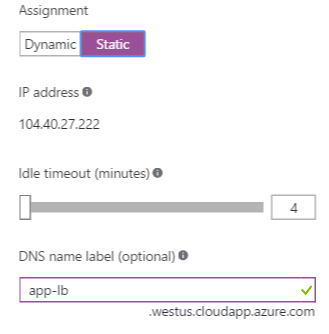 Assignment
Dynamic Static
IP address
104.40.27.222
Idle timeout (minutes)
4
DNS name label (optional)
app-lb
.westus.cloudapp.azure.com